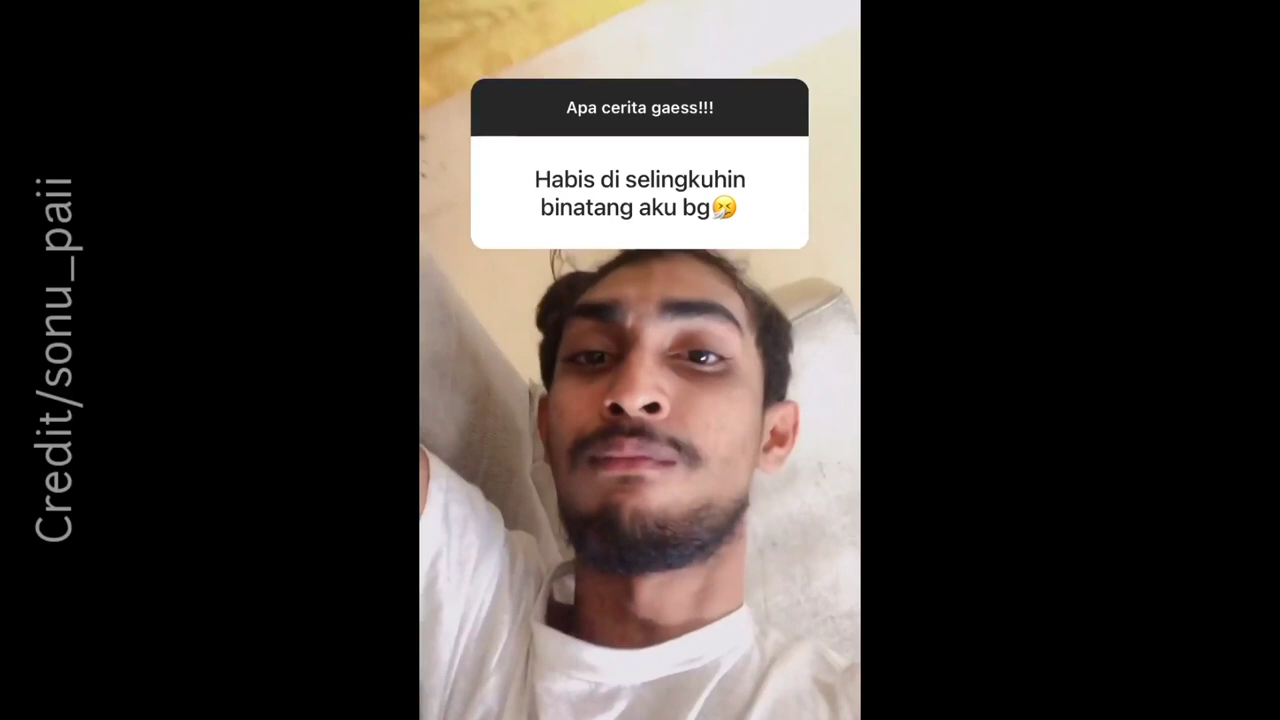 Apa cerita gaess!!!
Habis di selingkuhin
binatang aku bg🤧
Credit/sonu_paii